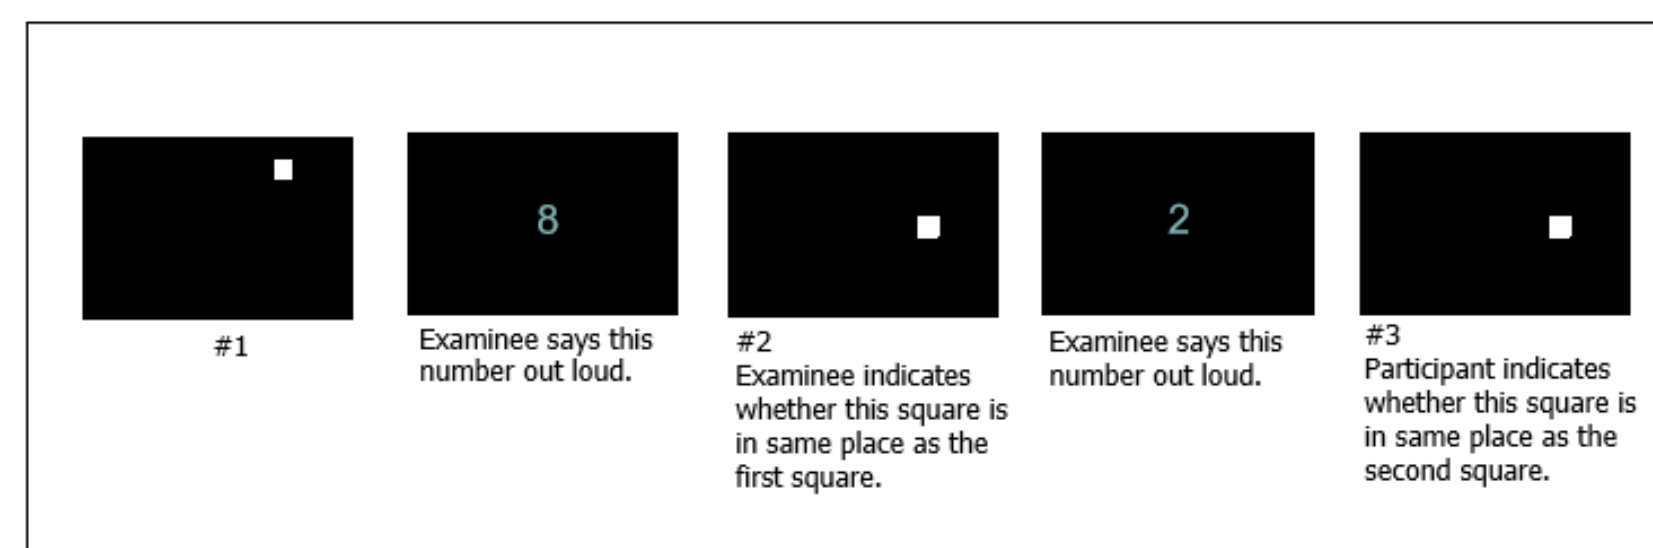 8
2
#1
Examinee says this
number out loud.
#2
Examinee indicates
whether this square is
in same place as the
first square.
Examinee says this
number out loud.
#3
Participant indicates
whether this square is
in same place as the
second square.